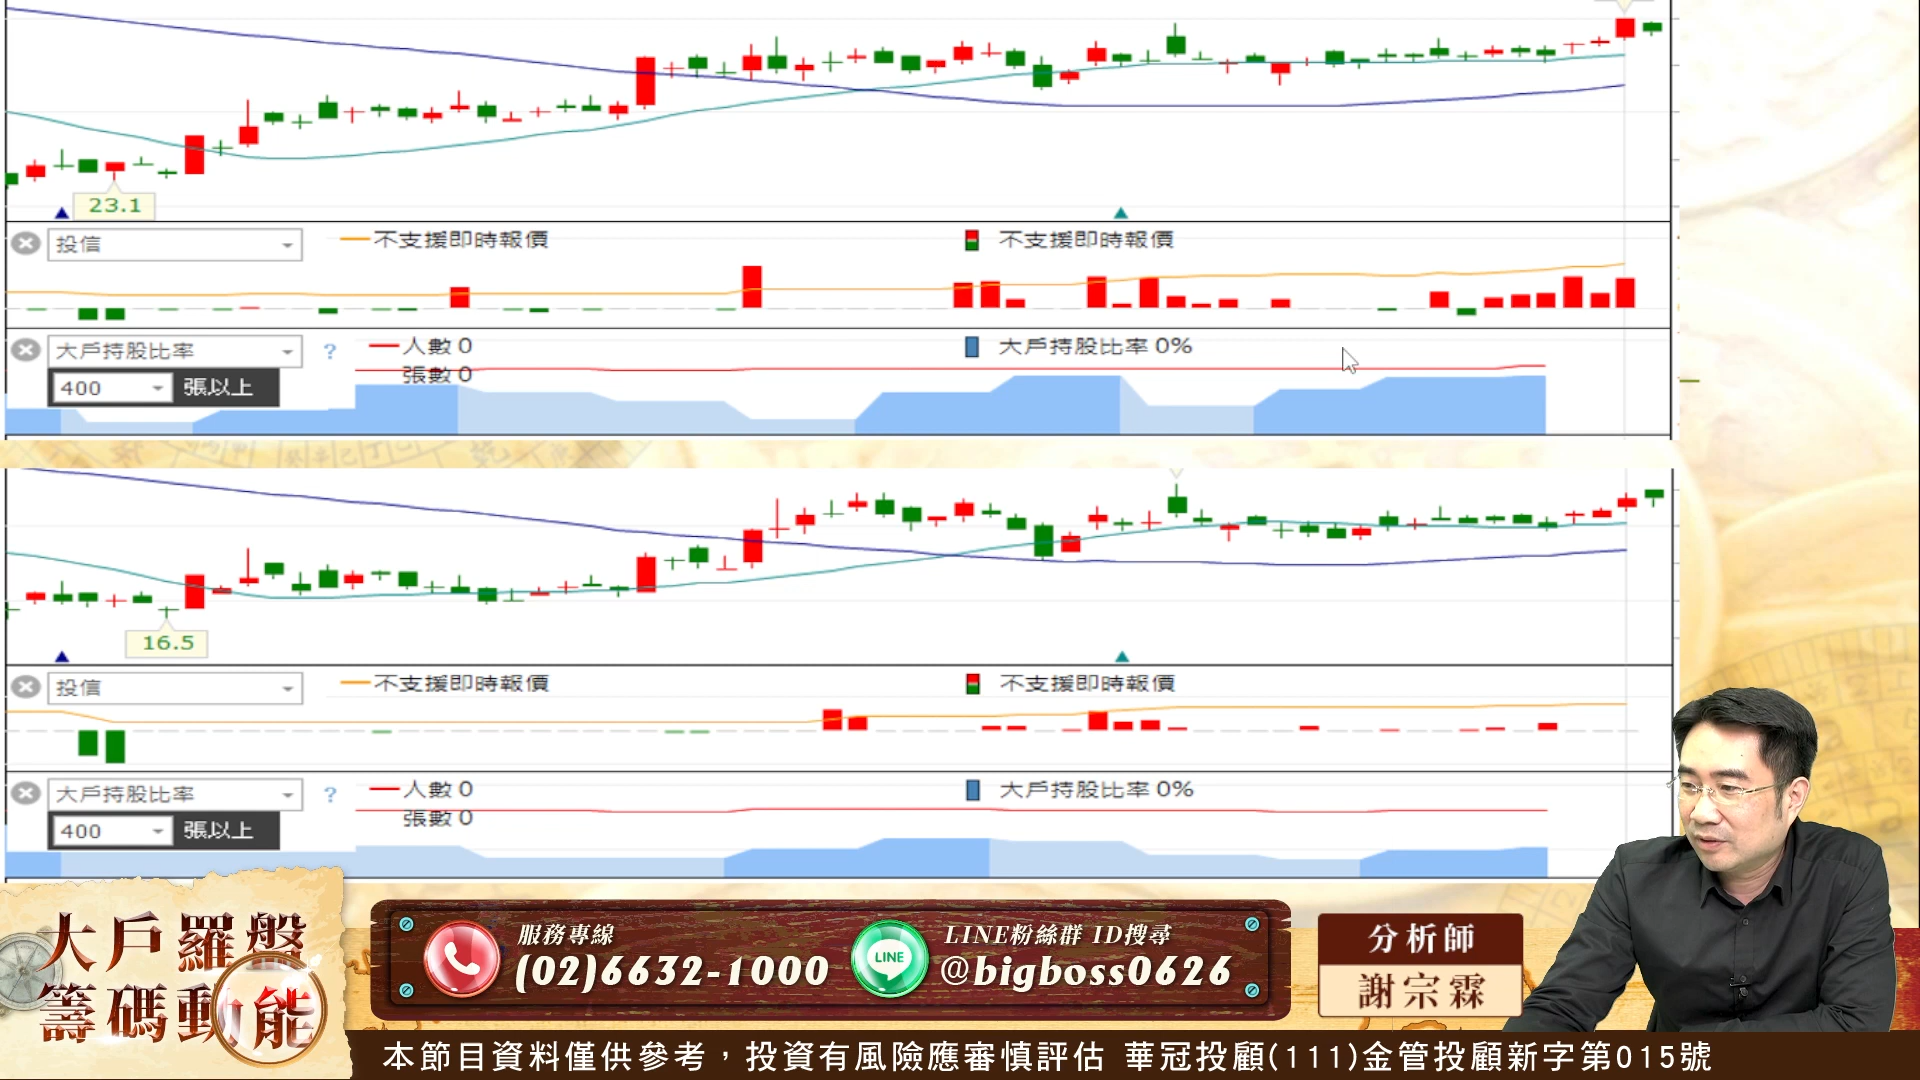 23.1
投信
不支援即時報價
不支援即時報價
大戶持股比率
?
人數 0
大戶持股比率 0%
張數 0
400
張以上
16.5
投信
不支援即時報價
不支援即時報價
大戶持股比率
?
人數 0
大戶持股比率 0%
張數 0
400
張以上
大戶羅盤
籌碼動能
服務專線
(02)6632-1000
LINE
LINE粉絲群 ID搜尋
@bigboss0626
分析師
謝宗霖
本節目資料僅供參考，投資有風險應審慎評估 華冠投顧(111)金管投顧新字第015號